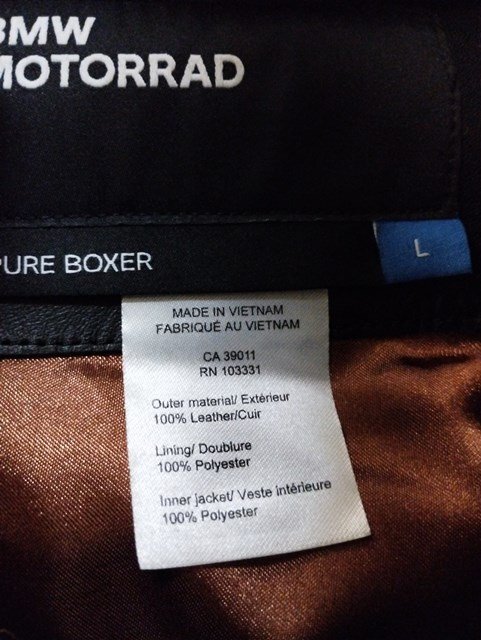 BMW
MOTORRAD
PURE BOXER
L
MADE IN VIETNAM
FABRIQUÉ AU VIETNAM
CA 39011
RN 103331
Outer material/ Extérieur
100% Leather/Cuir
Lining/ Doublure
100% Polyester
Inner jacket/ Veste intérieure
100% Polyester